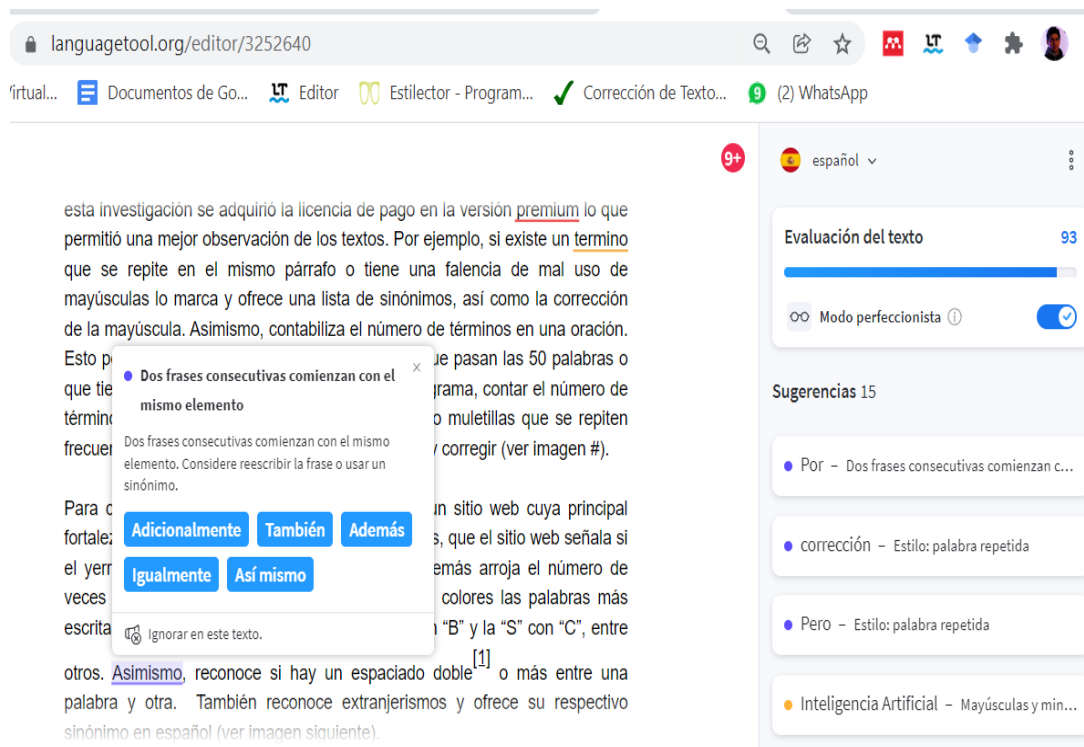 languagetool.org/editor/3252640
Virtual... Documentos de Go... LT Editor Estilector - Program... Corrección de Texto... 9 (2) WhatsApp
9+
español
esta investigación se adquirió la licencia de pago en la versión premium lo que
permitió una mejor observación de los textos. Por ejemplo, si existe un termino
que se repite en el mismo párrafo o tiene una falencia de mal uso de
mayúsculas lo marca y ofrece una lista de sinónimos, así como la corrección
de la mayúscula. Asimismo, contabiliza el número de términos en una oración.
Esto p ue pasan las 50 palabras o
que tie grama, contar el número de
término o muletillas que se repiten
frecuer y corregir (ver imagen #).
Para c un sitio web cuya principal
fortalez s, que el sitio web señala si
el yerr emás arroja el número de
veces colores las palabras más
escrita n “B” y la “S” con “C”, entre
otros. Asimismo, reconoce si hay un espaciado doble[1] o más entre una
palabra y otra. También reconoce extranjerismos y ofrece su respectivo
sinónimo en español (ver imagen siguiente).
Dos frases consecutivas comienzan con el
mismo elemento
Dos frases consecutivas comienzan con el mismo
elemento. Considere reescribir la frase o usar un
sinónimo.
Adicionalmente También Además
Igualmente Así mismo
Ignorar en este texto.
Evaluación del texto 93
Modo perfeccionista
Sugerencias 15
Por – Dos frases consecutivas comienzan c...
corrección – Estilo: palabra repetida
Pero – Estilo: palabra repetida
Inteligencia Artificial – Mayúsculas y min...